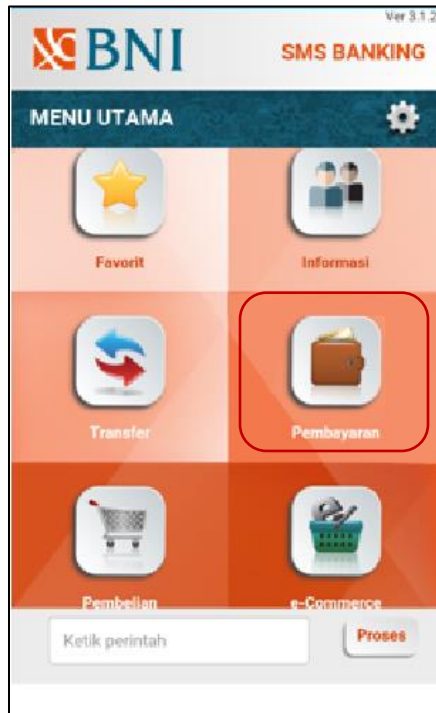 Ver 3.1.2
BNI
SMS BANKING
MENU UTAMA
Favorit
Informasi
Transfer
Pembayaran
Pembelian
e-Commerce
Ketik perintah
Proses